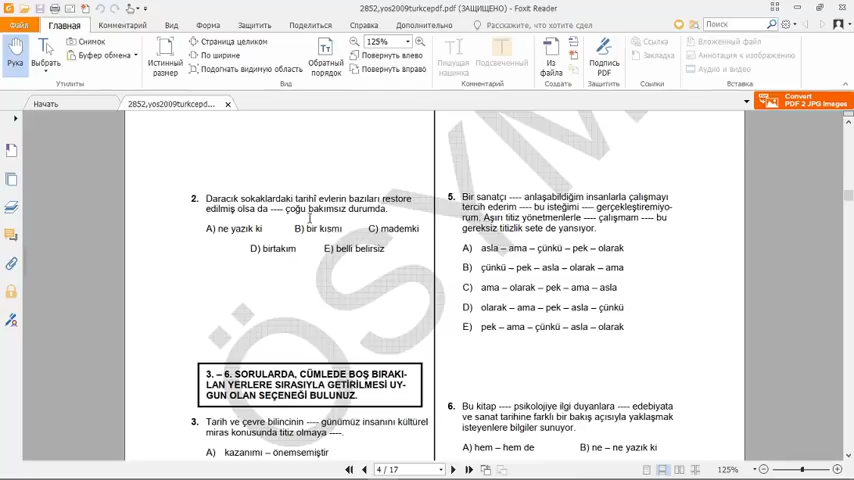 2852,yos2009turkcepdf.pdf (ЗАЩИЩЕНО) - Foxit Reader
Файл Главная Комментарий Вид Форма Защитить Поделиться Справка Дополнительно Расскажите, что хотите сдел Поиск
Рука
Выбрать
Снимок
Буфер обмена
Утилиты
Истинный размер
Страница целиком
По ширине
Подогнать видимую область
Обратный порядок
125%
Повернуть влево
Повернуть вправо
Вид
Пишущая машинка
Подсвеченный
Комментарий
Из файла
Создать
Подпись PDF
Защитить
Ссылка
Закладка
Ссылки
Вложенный файл
Аннотация к изображению
Аудио и видео
Вставка
Начать
2852,yos2009turkcepd...
Convert
PDF 2 JPG Images
ÖSYM
2. Daracık sokaklardaki tarihî evlerin bazıları restore
edilmiş olsa da ---- çoğu bakımsız durumda.
A) ne yazık ki B) bir kısmı C) mademki
D) birtakım E) belli belirsiz
3. – 6. SORULARDA, CÜMLEDE BOŞ BIRAKI-
LAN YERLERE SIRASIYLA GETİRİLMESİ UY-
GUN OLAN SEÇENEĞİ BULUNUZ.
3. Tarih ve çevre bilincinin ---- günümüz insanını kültürel
miras konusunda titiz olmaya ----.
A) kazanımı – önemsemiştir
5. Bir sanatçı ---- anlaşabildiğim insanlarla çalışmayı
tercih ederim ---- bu isteğimi ---- gerçekleştiremiyo-
rum. Aşırı titiz yönetmenlerle ---- çalışmam ---- bu
gereksiz titizlik sete de yansıyor.
A) asla – ama – çünkü – pek – olarak
B) çünkü – pek – asla – olarak – ama
C) ama – olarak – pek – ama – asla
D) olarak – ama – pek – asla – çünkü
E) pek – ama – çünkü – asla – olarak
6. Bu kitap ---- psikolojiye ilgi duyanlara ---- edebiyata
ve sanat tarihine farklı bir bakış açısıyla yaklaşmak
isteyenlere bilgiler sunuyor.
A) hem – hem de B) ne – ne yazık ki
4 / 17
125%